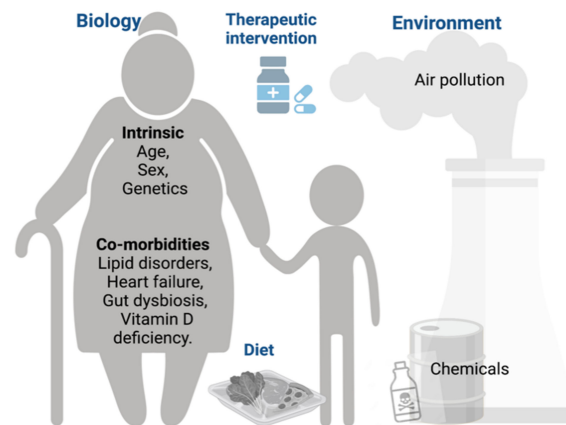 Biology
Intrinsic
Age,
Sex,
Genetics
Co-morbidities
Lipid disorders,
Heart failure,
Gut dysbiosis,
Vitamin D
deficiency.
Therapeutic
intervention
Diet
Environment
Air pollution
Chemicals